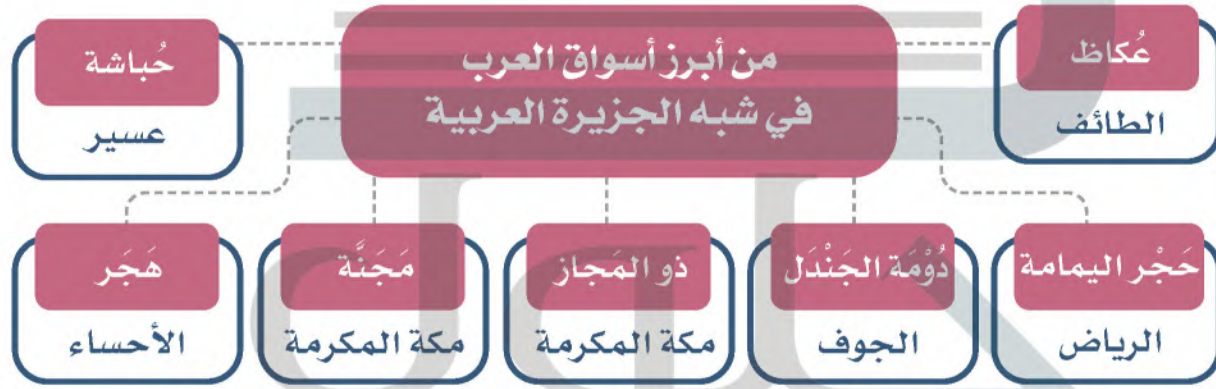 من أبرز أسواق العرب
في شبه الجزيرة العربية
عُكاظ
الطائف
حُباشة
عسير
حَجْر اليمامة
الرياض
دُوْمَة الجَنْدَل
الجوف
ذو المَجاز
مكة المكرمة
مَجَنَّة
مكة المكرمة
هَجَر
الأحساء